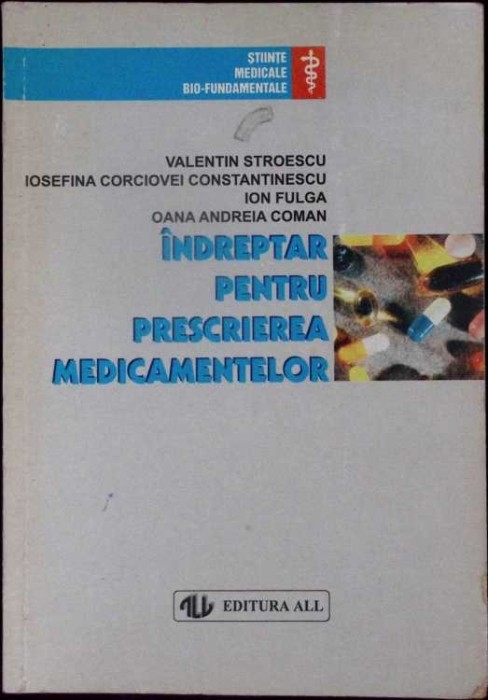 ŞTIINŢE
MEDICALE
BIO-FUNDAMENTALE
VALENTIN STROESCU
IOSEFINA CORCIOVEI CONSTANTINESCU
ION FULGA
OANA ANDREIA COMAN
ÎNDREPTAR
PENTRU
PRESCRIEREA
MEDICAMENTELOR
ALL EDITURA ALL